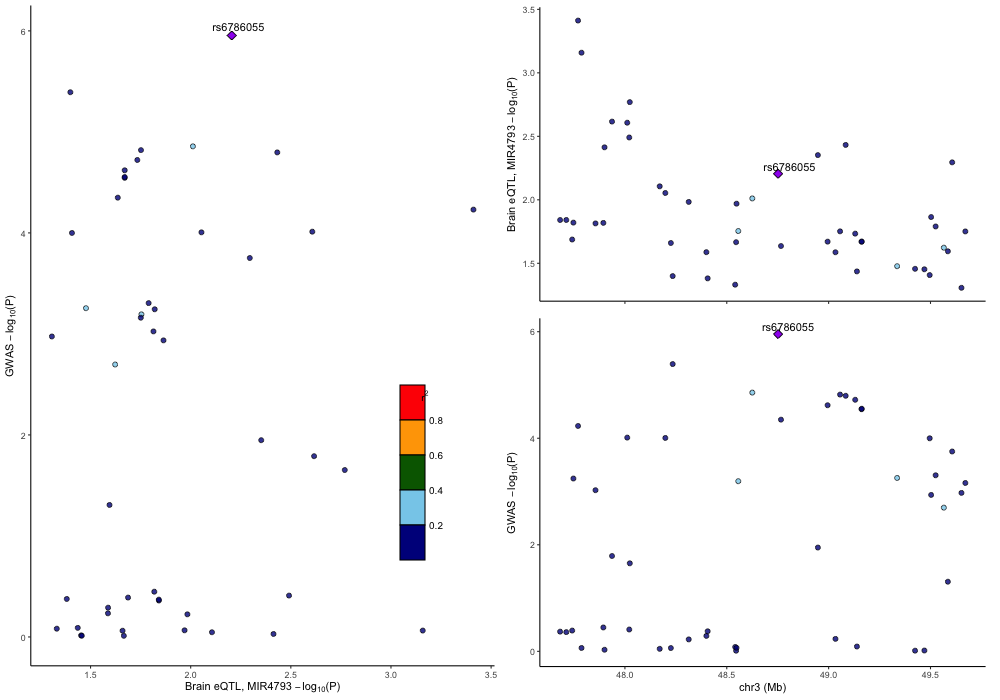 rs6786055
6
4
2
0
GWAS − log10(P)
1.5
2.0
2.5
3.0
3.5
Brain eQTL, MIR4793 − log10(P)
r2
0.8
0.6
0.4
0.2
rs6786055
3.5
3.0
2.5
2.0
1.5
Brain eQTL, MIR4793 − log10(P)
rs6786055
6
4
2
0
GWAS − log10(P)
48.0
48.5
49.0
49.5
chr3 (Mb)